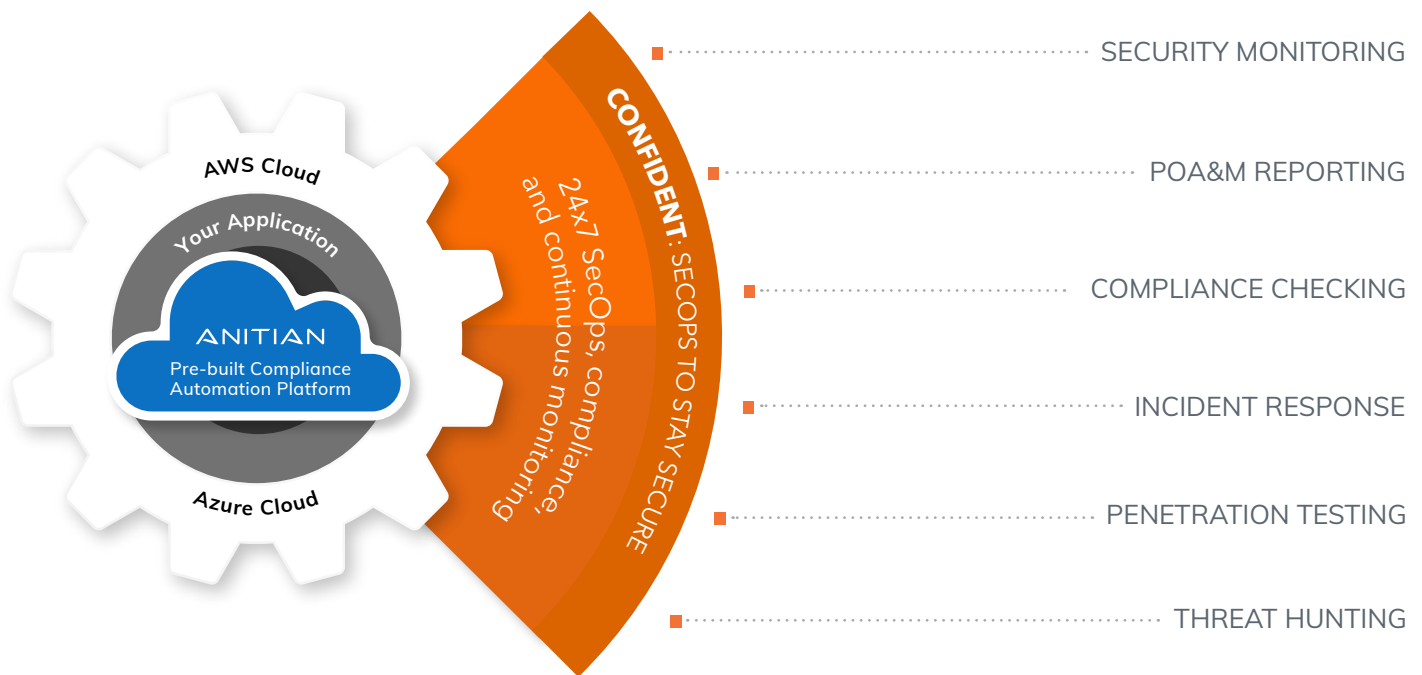 AWS Cloud
Your Application
ANITIAN
Pre-built Compliance
Automation Platform
Azure Cloud
24x7 SecOps, compliance,
and continuous monitoring
CONFIDENT: SECOPS TO STAY SECURE
SECURITY MONITORING
POA&M REPORTING
COMPLIANCE CHECKING
INCIDENT RESPONSE
PENETRATION TESTING
THREAT HUNTING